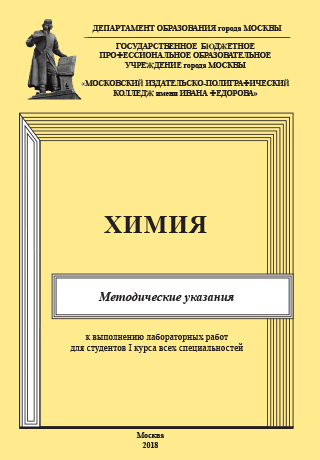 ДЕПАРТАМЕНТ ОБРАЗОВАНИЯ города МОСКВЫ
ГОСУДАРСТВЕННОЕ БЮДЖЕТНОЕ
ПРОФЕССИОНАЛЬНОЕ ОБРАЗОВАТЕЛЬНОЕ
УЧРЕЖДЕНИЕ города МОСКВЫ
«МОСКОВСКИЙ ИЗДАТЕЛЬСКО-ПОЛИГРАФИЧЕСКИЙ
КОЛЛЕДЖ имени ИВАНА ФЕДОРОВА»
ХИМИЯ
Методические указания
к выполнению лабораторных работ
для студентов I курса всех специальностей
Москва
2018